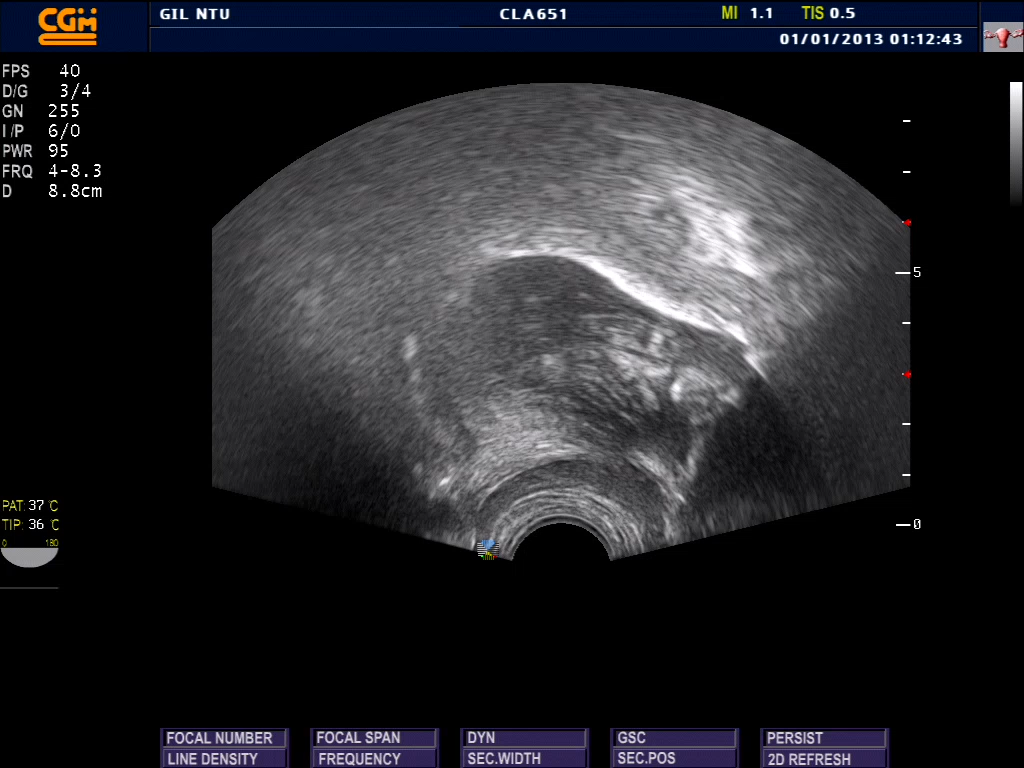 CGM
GIL NTU CLA651 MI 1.1 TIS 0.5
01/01/2013 01:12:43
FPS 40
D/G 3/4
GN 255
I/P 6/0
PWR 95
FRQ 4-8.3
D 8.8cm
5
PAT: 37 °C
TIP: 36 °C
0 180
0
FOCAL NUMBER FOCAL SPAN DYN GSC PERSIST
LINE DENSITY FREQUENCY SEC.WIDTH SEC.POS 2D REFRESH